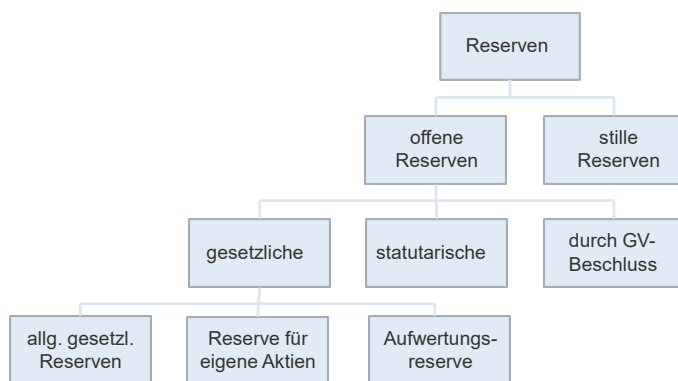 Reserven
offene
Reserven
stille
Reserven
gesetzliche
statutarische
durch GV-
Beschluss
allg. gesetzl.
Reserven
Reserve für
eigene Aktien
Aufwertungs-
reserve